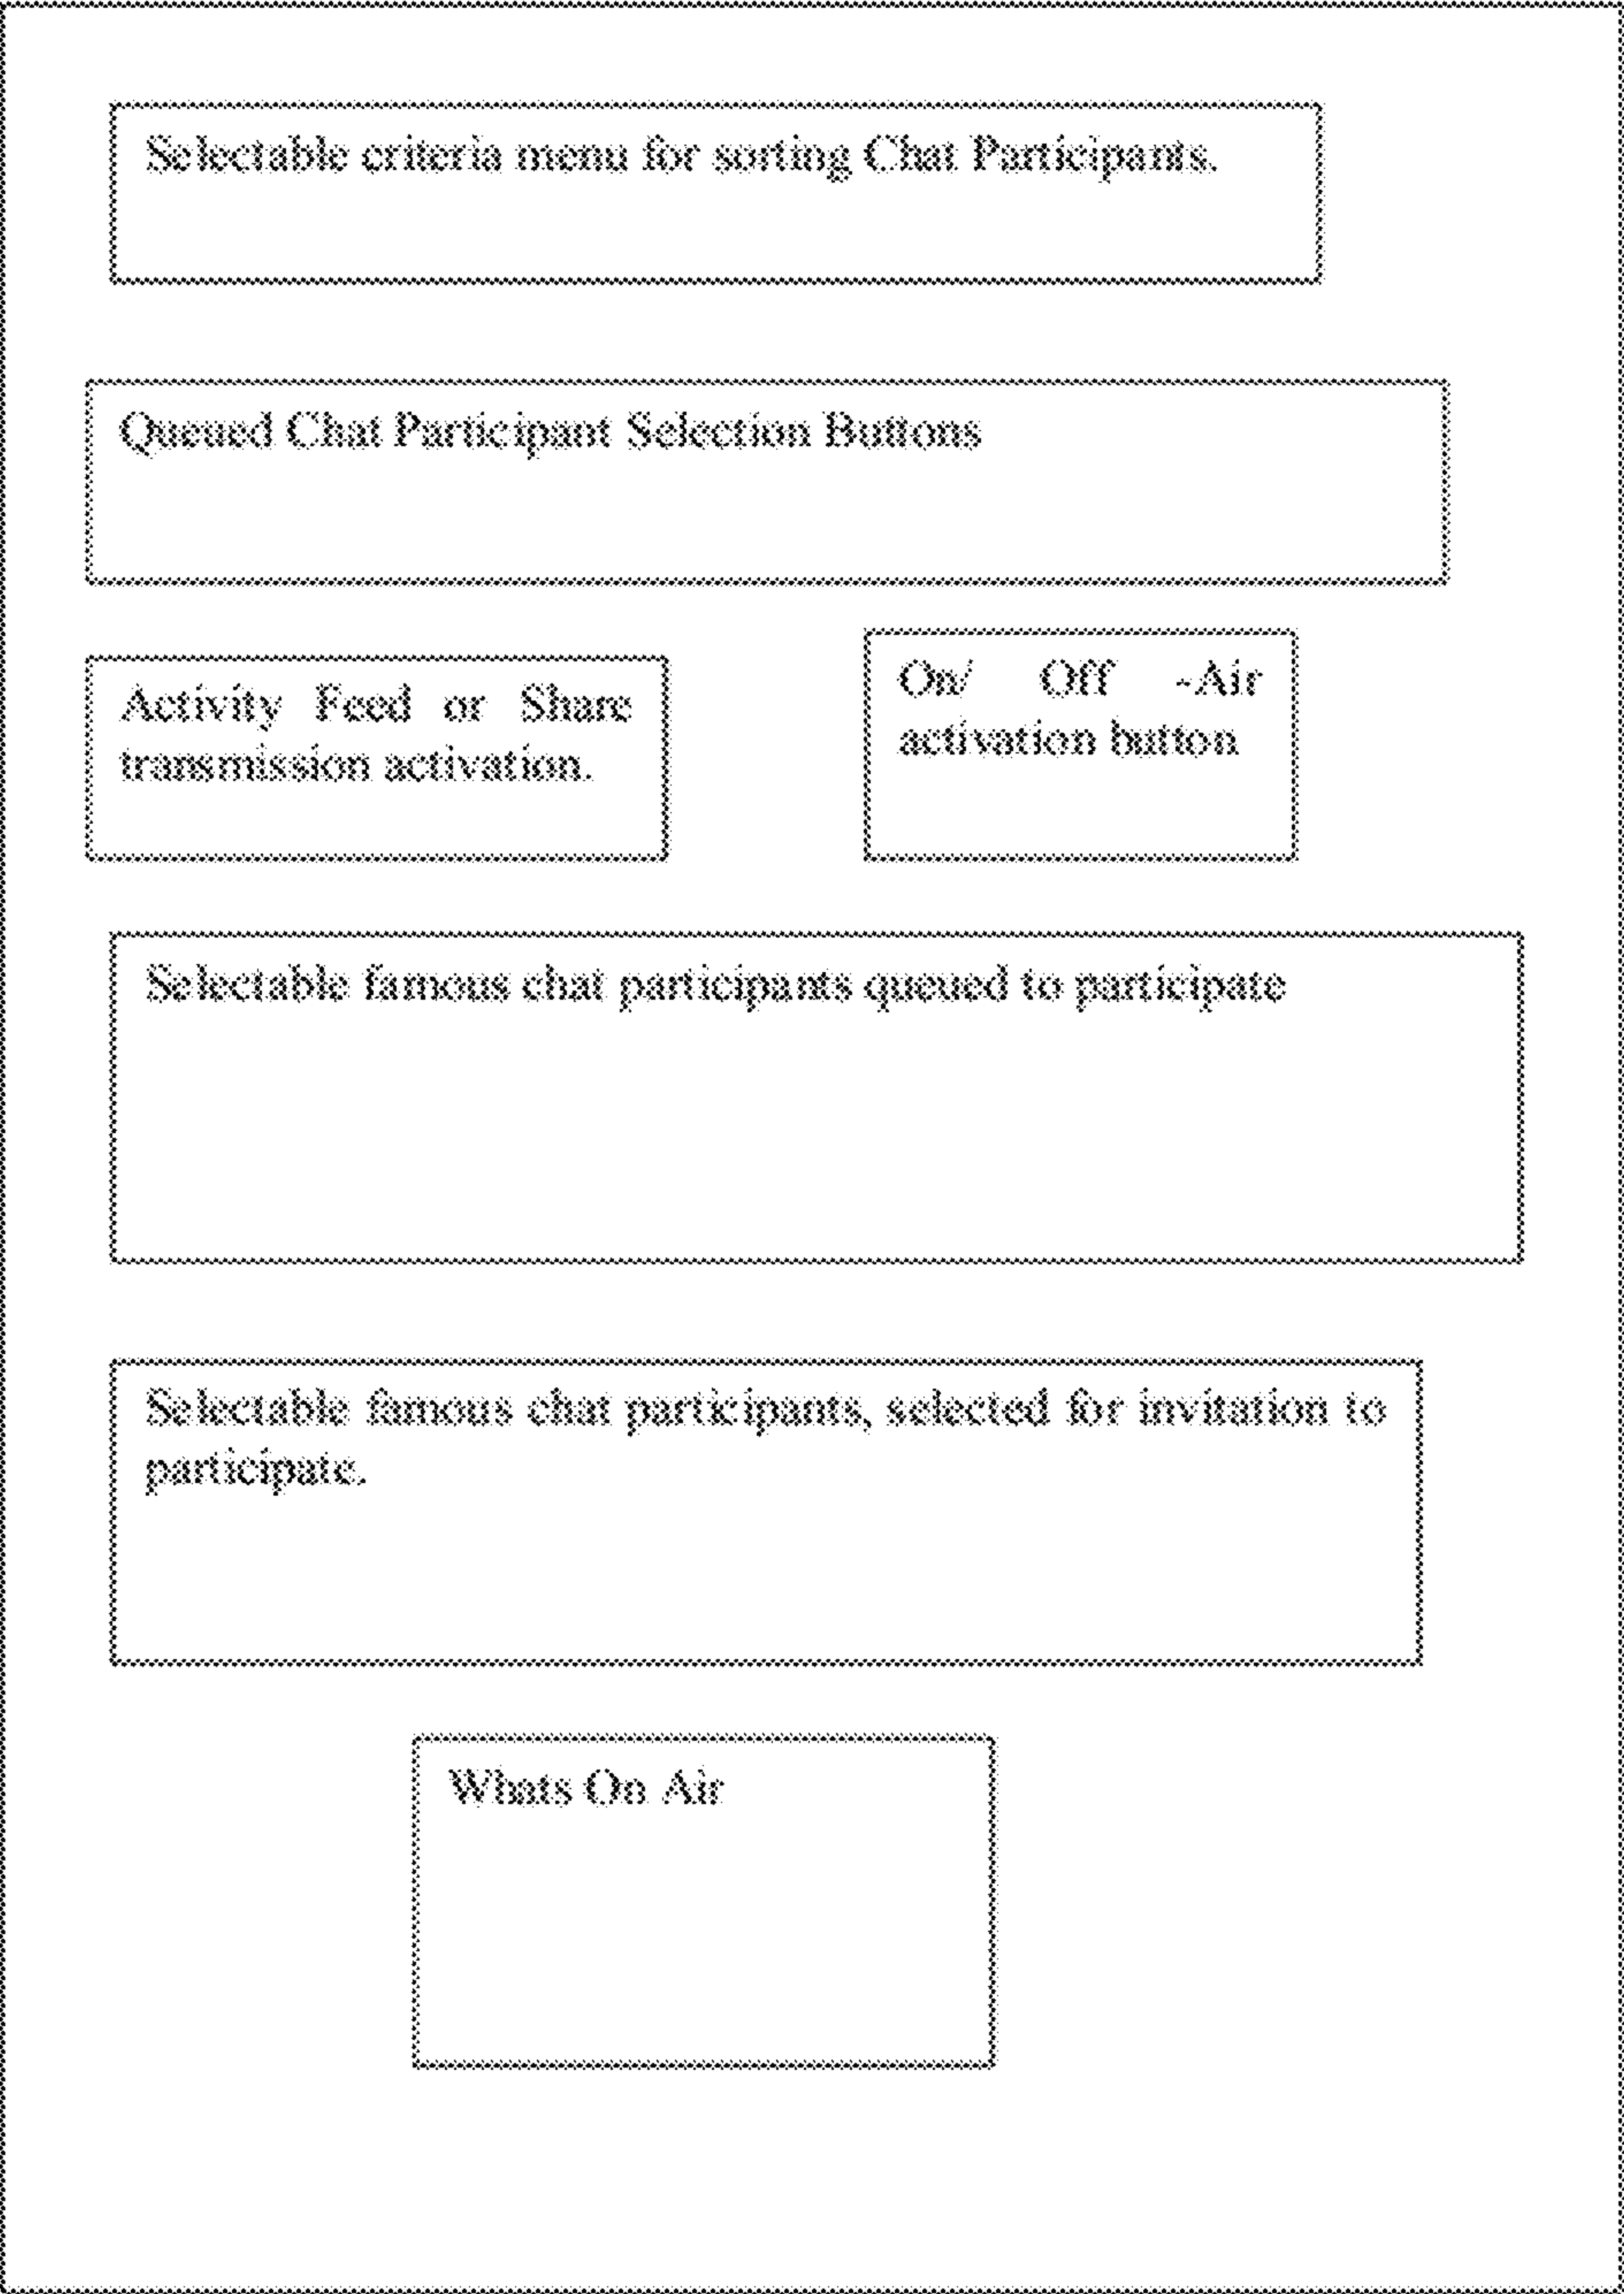 Selectable criteria menu for sorting Chat Participants.
Queued Chat Participant Selection Buttons
Activity Feed or Share
transmission activation.
On/ Off -Air
activation button
Selectable famous chat participants queued to participate
Selectable famous chat participants, selected for invitation to
participate.
Whats On Air